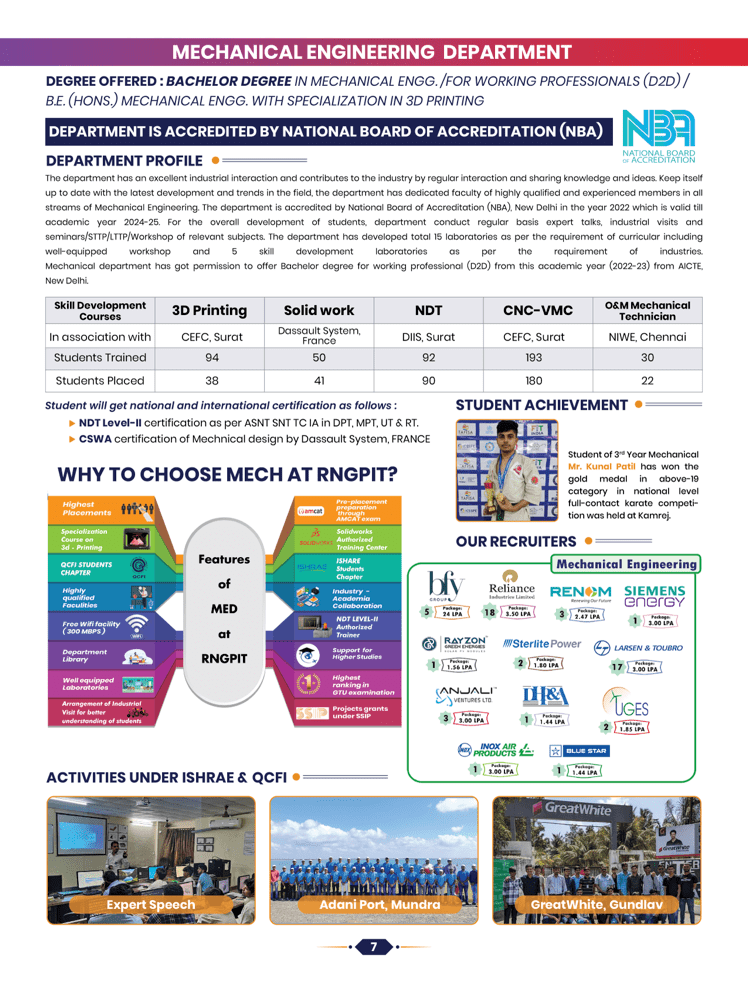 MECHANICAL ENGINEERING DEPARTMENT
DEGREE OFFERED : BACHELOR DEGREE IN MECHANICAL ENGG. /FOR WORKING PROFESSIONALS (D2D) /
B.E. (HONS.) MECHANICAL ENGG. WITH SPECIALIZATION IN 3D PRINTING
DEPARTMENT IS ACCREDITED BY NATIONAL BOARD OF ACCREDITATION (NBA)
NBA
NATIONAL BOARD
OF ACCREDITATION
DEPARTMENT PROFILE
The department has an excellent industrial interaction and contributes to the industry by regular interaction and sharing knowledge and ideas. Keep itself
up to date with the latest development and trends in the field, the department has dedicated faculty of highly qualified and experienced members in all
streams of Mechanical Engineering. The department is accredited by National Board of Accreditation (NBA), New Delhi in the year 2022 which is valid till
academic year 2024-25. For the overall development of students, department conduct regular basis expert talks, industrial visits and
seminars/STTP/LTTP/Workshop of relevant subjects. The department has developed total 15 laboratories as per the requirement of curricular including
well-equipped workshop and 5 skill development laboratories as per the requirement of industries.
Mechanical department has got permission to offer Bachelor degree for working professional (D2D) from this academic year (2022-23) from AICTE,
New Delhi.
Skill Development Courses 3D Printing Solid work NDT CNC-VMC O&M Mechanical Technician
In association with CEFC, Surat Dassault System, France DIIS, Surat CEFC, Surat NIWE, Chennai
Students Trained 94 50 92 193 30
Students Placed 38 41 90 180 22
Student will get national and international certification as follows :
NDT Level-II certification as per ASNT SNT TC IA in DPT, MPT, UT & RT.
CSWA certification of Mechnical design by Dassault System, FRANCE
STUDENT ACHIEVEMENT
Student of 3rd Year Mechanical
Mr. Kunal Patil has won the
gold medal in above-19
category in national level
full-contact karate competi-
tion was held at Kamrej.
WHY TO CHOOSE MECH AT RNGPIT?
Highest
Placements
Specialization
Course on
3d - Printing
QCFI STUDENTS
CHAPTER
QCFI
Highly
qualified
Faculities
Free Wifi facility
(300 MBPS)
WiFi
Department
Library
Well equipped
Laboratories
Arrangement of Industrial
Visit for better
understanding of students
Features
of
MED
at
RNGPIT
amcat
Pre-placement
preparation
through
AMCAT exam
SOLIDWORKS
Solidworks
Authorized
Training Center
ISHRAE
ISHARE
Students
Chapter
Industry -
Academia
Collaboration
NDT LEVEL-II
Authorized
Trainer
Support for
Higher Studies
1
Highest
ranking in
GTU examination
SSIP
Projects grants
under SSIP
OUR RECRUITERS
Mechanical Engineering
bfy
GROUP
5 Package: 24 LPA
Reliance
Industries Limited
18 Package: 3.50 LPA
RENOM
Renewing Our Future
3 Package: 2.47 LPA
SIEMENS
energy
1 Package: 3.00 LPA
RAYZON
GREEN ENERGIES
1 Package: 1.56 LPA
Sterlite Power
2 Package: 1.80 LPA
LARSEN & TOUBRO
17 Package: 3.00 LPA
ANJALI
VENTURES LTD.
3 Package: 3.00 LPA
1 Package: 1.44 LPA
TUGES
2 Package: 1.85 LPA
INOX
INOX AIR
PRODUCTS
1 Package: 3.00 LPA
BLUE STAR
1 Package: 1.44 LPA
ACTIVITIES UNDER ISHRAE & QCFI
Expert Speech
Adani Port, Mundra
GreatWhite
GreatWhite
GreatWhite, Gundlav
7